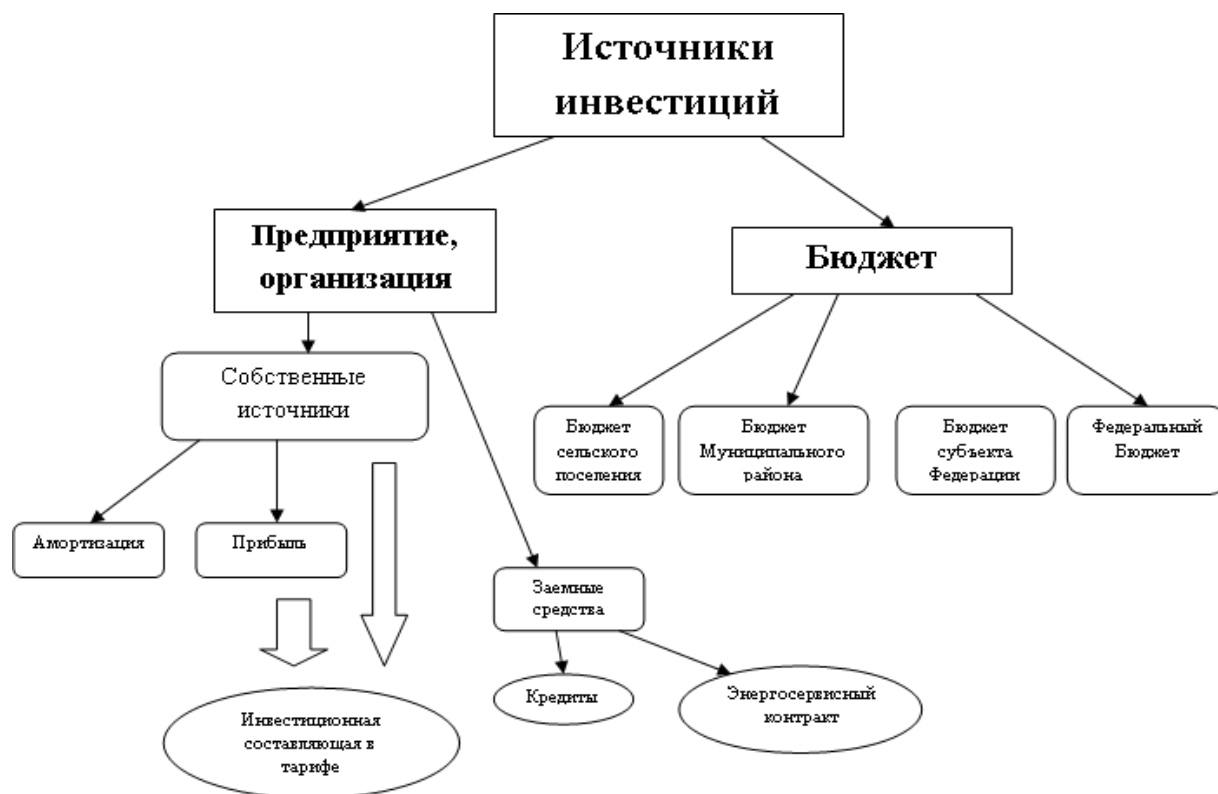 Источники
инвестиций
Предприятие,
организация
Бюджет
Собственные
источники
Бюджет
сельского
поселения
Бюджет
Муниципального
района
Бюджет
субъекта
Федерации
Федеральный
Бюджет
Амортизация
Прибыль
Заемные
средства
Кредиты
Энергосервисный
контракт
Инвестиционная
составляющая в
тарифе